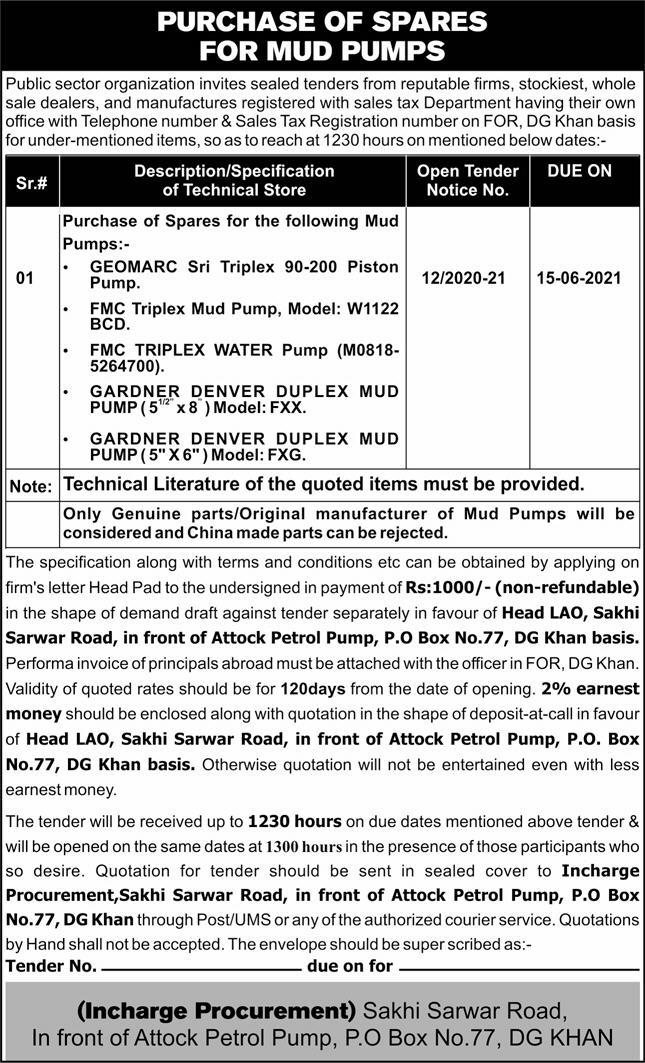 PURCHASE OF SPARES
FOR MUD PUMPS
Public sector organization invites sealed tenders from reputable firms, stockiest, whole
sale dealers, and manufactures registered with sales tax Department having their own
office with Telephone number & Sales Tax Registration number on FOR, DG Khan basis
for under-mentioned items, so as to reach at 1230 hours on mentioned below dates:-
Sr.#
Description/Specification
of Technical Store
Open Tender
Notice No.
DUE ON
01
Purchase of Spares for the following Mud
Pumps:-
• GEOMARC Sri Triplex 90-200 Piston
Pump.
• FMC Triplex Mud Pump, Model: W1122
BCD.
• FMC TRIPLEX WATER Pump (M0818-
5264700).
• GARDNER DENVER DUPLEX MUD
PUMP ( 5 1/2" x 8" ) Model: FXX.
• GARDNER DENVER DUPLEX MUD
PUMP ( 5" X 6" ) Model: FXG.
12/2020-21
15-06-2021
Note: Technical Literature of the quoted items must be provided.
Only Genuine parts/Original manufacturer of Mud Pumps will be
considered and China made parts can be rejected.
The specification along with terms and conditions etc can be obtained by applying on
firm's letter Head Pad to the undersigned in payment of Rs:1000/- (non-refundable)
in the shape of demand draft against tender separately in favour of Head LAO, Sakhi
Sarwar Road, in front of Attock Petrol Pump, P.O Box No.77, DG Khan basis.
Performa invoice of principals abroad must be attached with the officer in FOR, DG Khan.
Validity of quoted rates should be for 120days from the date of opening. 2% earnest
money should be enclosed along with quotation in the shape of deposit-at-call in favour
of Head LAO, Sakhi Sarwar Road, in front of Attock Petrol Pump, P.O. Box
No.77, DG Khan basis. Otherwise quotation will not be entertained even with less
earnest money.
The tender will be received up to 1230 hours on due dates mentioned above tender &
will be opened on the same dates at 1300 hours in the presence of those participants who
so desire. Quotation for tender should be sent in sealed cover to Incharge
Procurement,Sakhi Sarwar Road, in front of Attock Petrol Pump, P.O Box
No.77, DG Khan through Post/UMS or any of the authorized courier service. Quotations
by Hand shall not be accepted. The envelope should be super scribed as:-
Tender No. ____________ due on for ____________
(Incharge Procurement) Sakhi Sarwar Road,
In front of Attock Petrol Pump, P.O Box No.77, DG KHAN